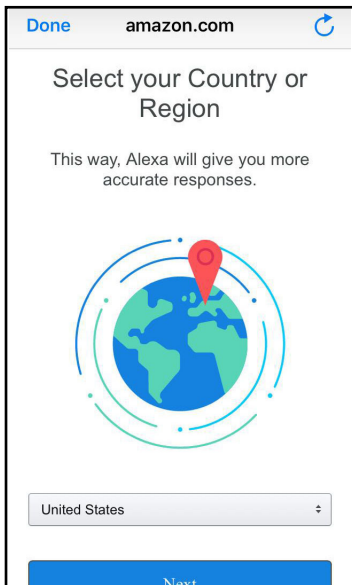 Done amazon.com
Select your Country or
Region
This way, Alexa will give you more
accurate responses.
United States
Next